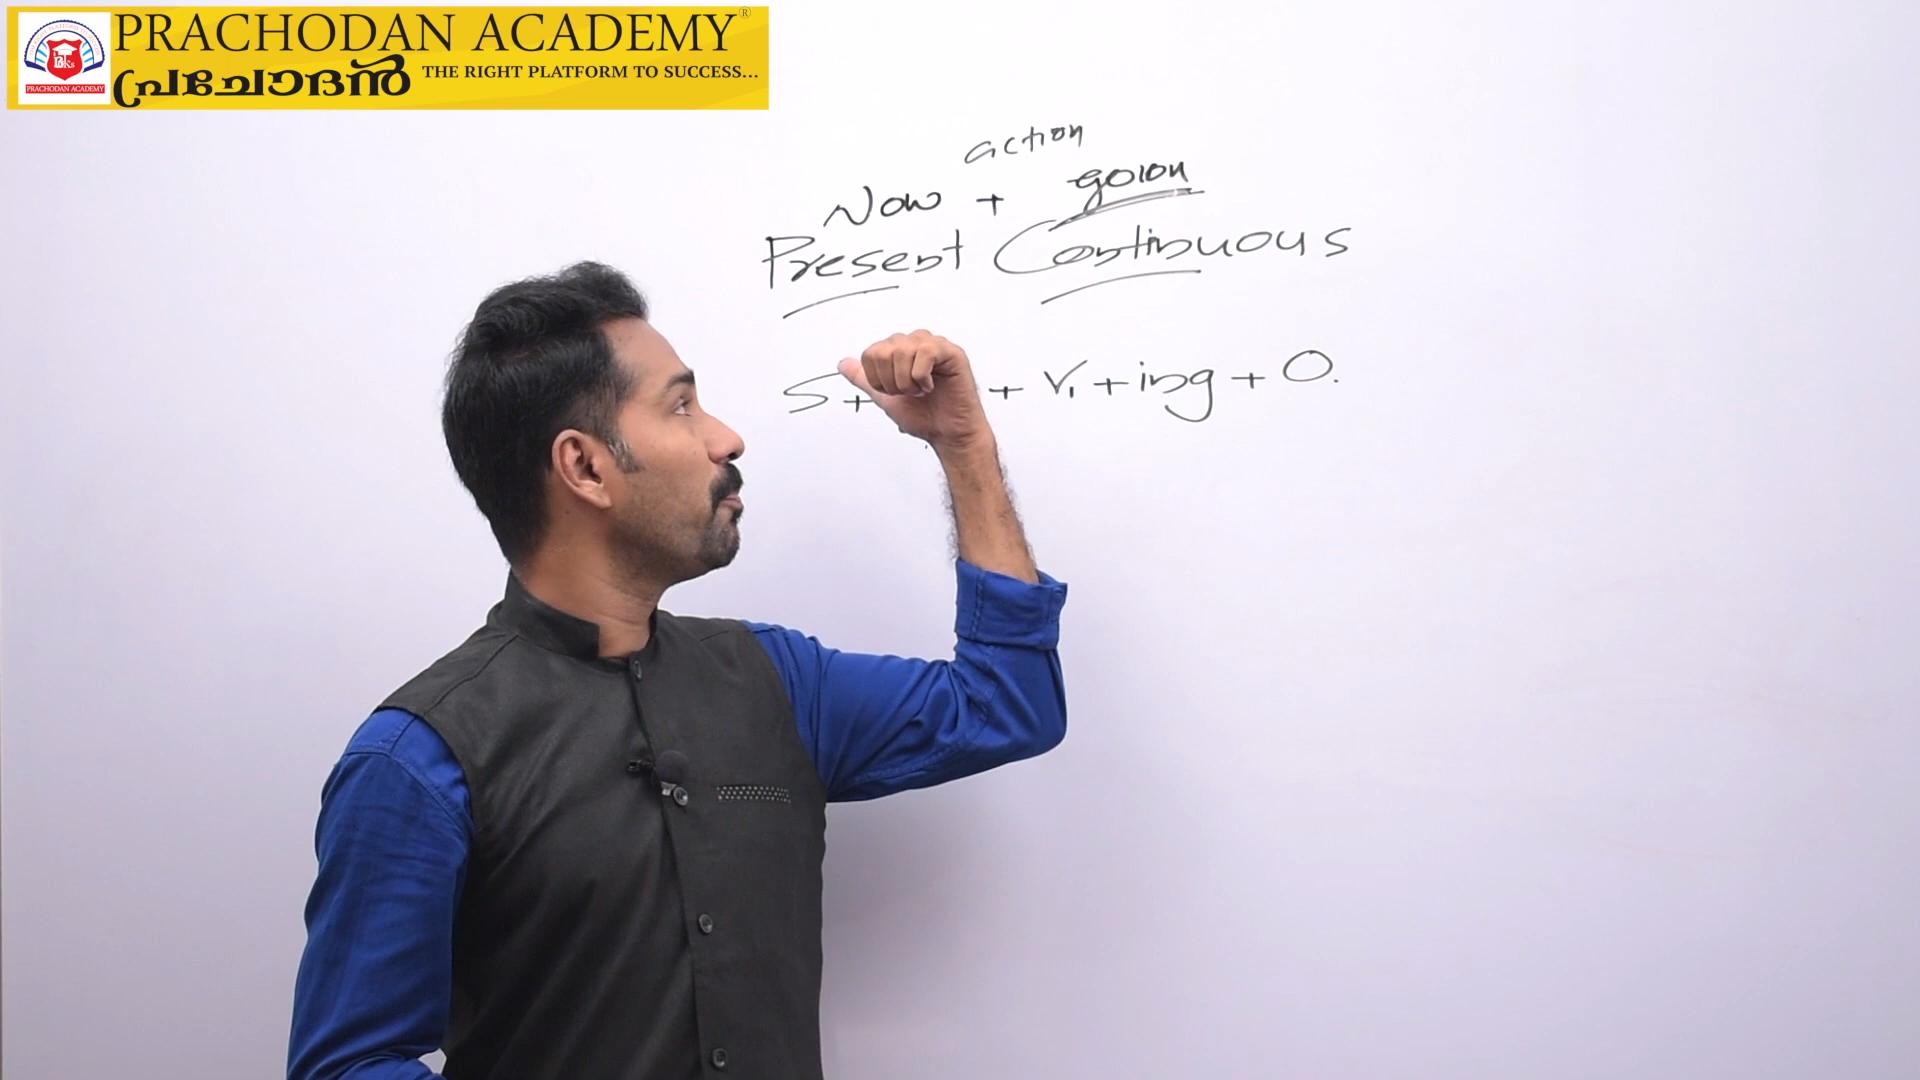 PRACHODAN ACADEMY®
പ്രചോദൻ THE RIGHT PLATFORM TO SUCCESS...
PRACHODAN ACADEMY
action
Now + goion
Present Continuous
S + + V1 + ing + O.